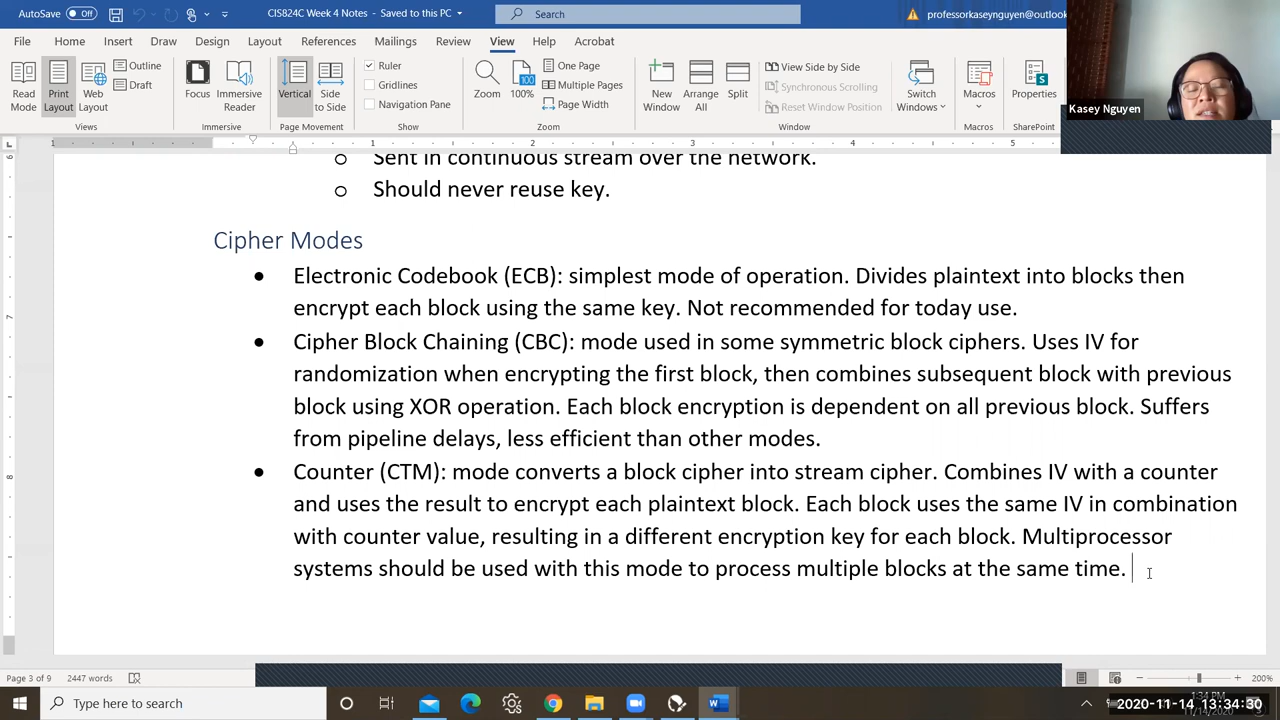 AutoSave Off CIS824C Week 4 Notes - Saved to this PC Search professorkaseynguyen@outlook
File Home Insert Draw Design Layout References Mailings Review View Help Acrobat
Read Mode Print Layout Web Layout Outline Draft Views
Focus Immersive Reader Immersive
Vertical Side to Side Page Movement
Ruler Gridlines Navigation Pane Show
Zoom 100% One Page Multiple Pages Page Width Zoom
New Window Arrange All Split View Side by Side Synchronous Scrolling Reset Window Position Switch Windows Window
Macros Macros
Properties SharePoint
Kasey Nguyen
1 1 2 3 4 5
o Sent in continuous stream over the network.
o Should never reuse key.
Cipher Modes
• Electronic Codebook (ECB): simplest mode of operation. Divides plaintext into blocks then
encrypt each block using the same key. Not recommended for today use.
• Cipher Block Chaining (CBC): mode used in some symmetric block ciphers. Uses IV for
randomization when encrypting the first block, then combines subsequent block with previous
block using XOR operation. Each block encryption is dependent on all previous block. Suffers
from pipeline delays, less efficient than other modes.
• Counter (CTM): mode converts a block cipher into stream cipher. Combines IV with a counter
and uses the result to encrypt each plaintext block. Each block uses the same IV in combination
with counter value, resulting in a different encryption key for each block. Multiprocessor
systems should be used with this mode to process multiple blocks at the same time.
Page 3 of 9 2447 words 200%
Type here to search
1:34 PM
2020-11-14 13:34:30